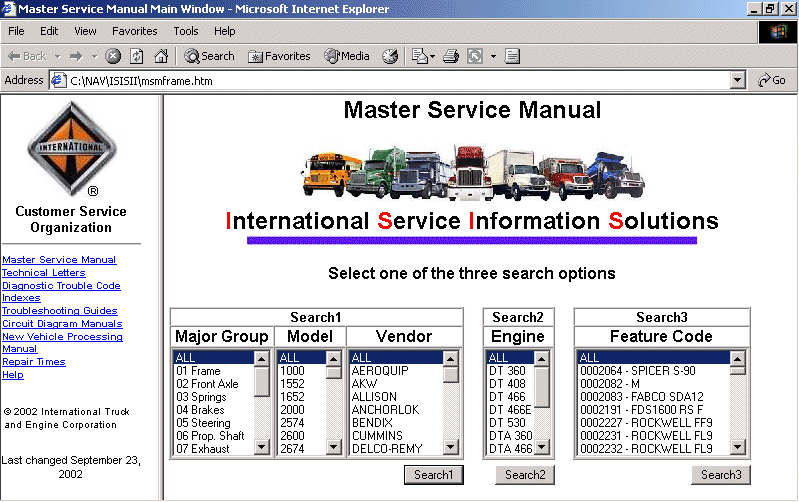 Master Service Manual Main Window - Microsoft Internet Explorer
File Edit View Favorites Tools Help
Back Search Favorites Media
Address C:\NAV\ISISII\msmframe.htm Go
INTERNATIONAL
®
Customer Service
Organization
Master Service Manual
Technical Letters
Diagnostic Trouble Code
Indexes
Troubleshooting Guides
Circuit Diagram Manuals
New Vehicle Processing
Manual
Repair Times
Help
© 2002 International Truck
and Engine Corporation
Last changed September 23,
2002
Master Service Manual
International Service Information Solutions
Select one of the three search options
Search1
Major Group Model Vendor
ALL
01 Frame
02 Front Axle
03 Springs
04 Brakes
05 Steering
06 Prop. Shaft
07 Exhaust
ALL
1000
1552
1652
2000
2574
2600
2674
ALL
AEROQUIP
AKW
ALLISON
ANCHORLOK
BENDIX
CUMMINS
DELCO-REMY
Search1
Search2
Engine
ALL
DT 360
DT 408
DT 466
DT 466E
DT 530
DTA 360
DTA 466
Search2
Search3
Feature Code
ALL
0002064 - SPICER S-90
0002082 - M
0002083 - FABCO SDA12
0002191 - FDS1600 RS F
0002227 - ROCKWELL FF9
0002231 - ROCKWELL FL9
0002232 - ROCKWELL FL9
Search3